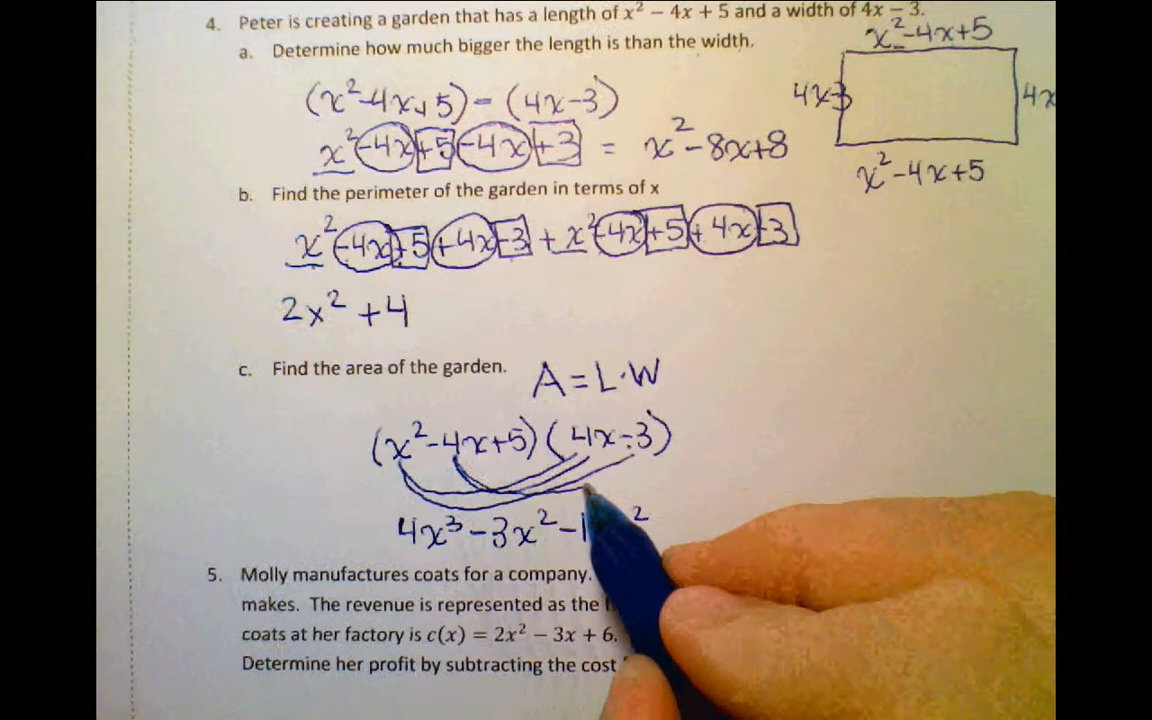 4. Peter is creating a garden that has a length of x² − 4x + 5 and a width of 4x − 3.
x²-4x+5
a. Determine how much bigger the length is than the width.
(x²-4x+5) - (4x-3)
4x-3
4x
x²-4x+5-4x+3 = x²-8x+8
x²-4x+5
b. Find the perimeter of the garden in terms of x
x²-4x+5+4x-3+x²-4x+5+4x-3
2x²+4
c. Find the area of the garden.
A=L·W
(x²-4x+5)(4x-3)
4x³-3x²-1 ²
5. Molly manufactures coats for a company.
makes. The revenue is represented as the
coats at her factory is c(x) = 2x² − 3x + 6.
Determine her profit by subtracting the cost